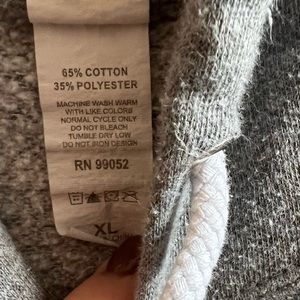 65% COTTON
35% POLYESTER
MACHINE WASH WARM
WITH LIKE COLORS
NORMAL CYCLE ONLY
DO NOT BLEACH
TUMBLE DRY LOW
DO NOT IRON DESIGN
RN 99052
XL